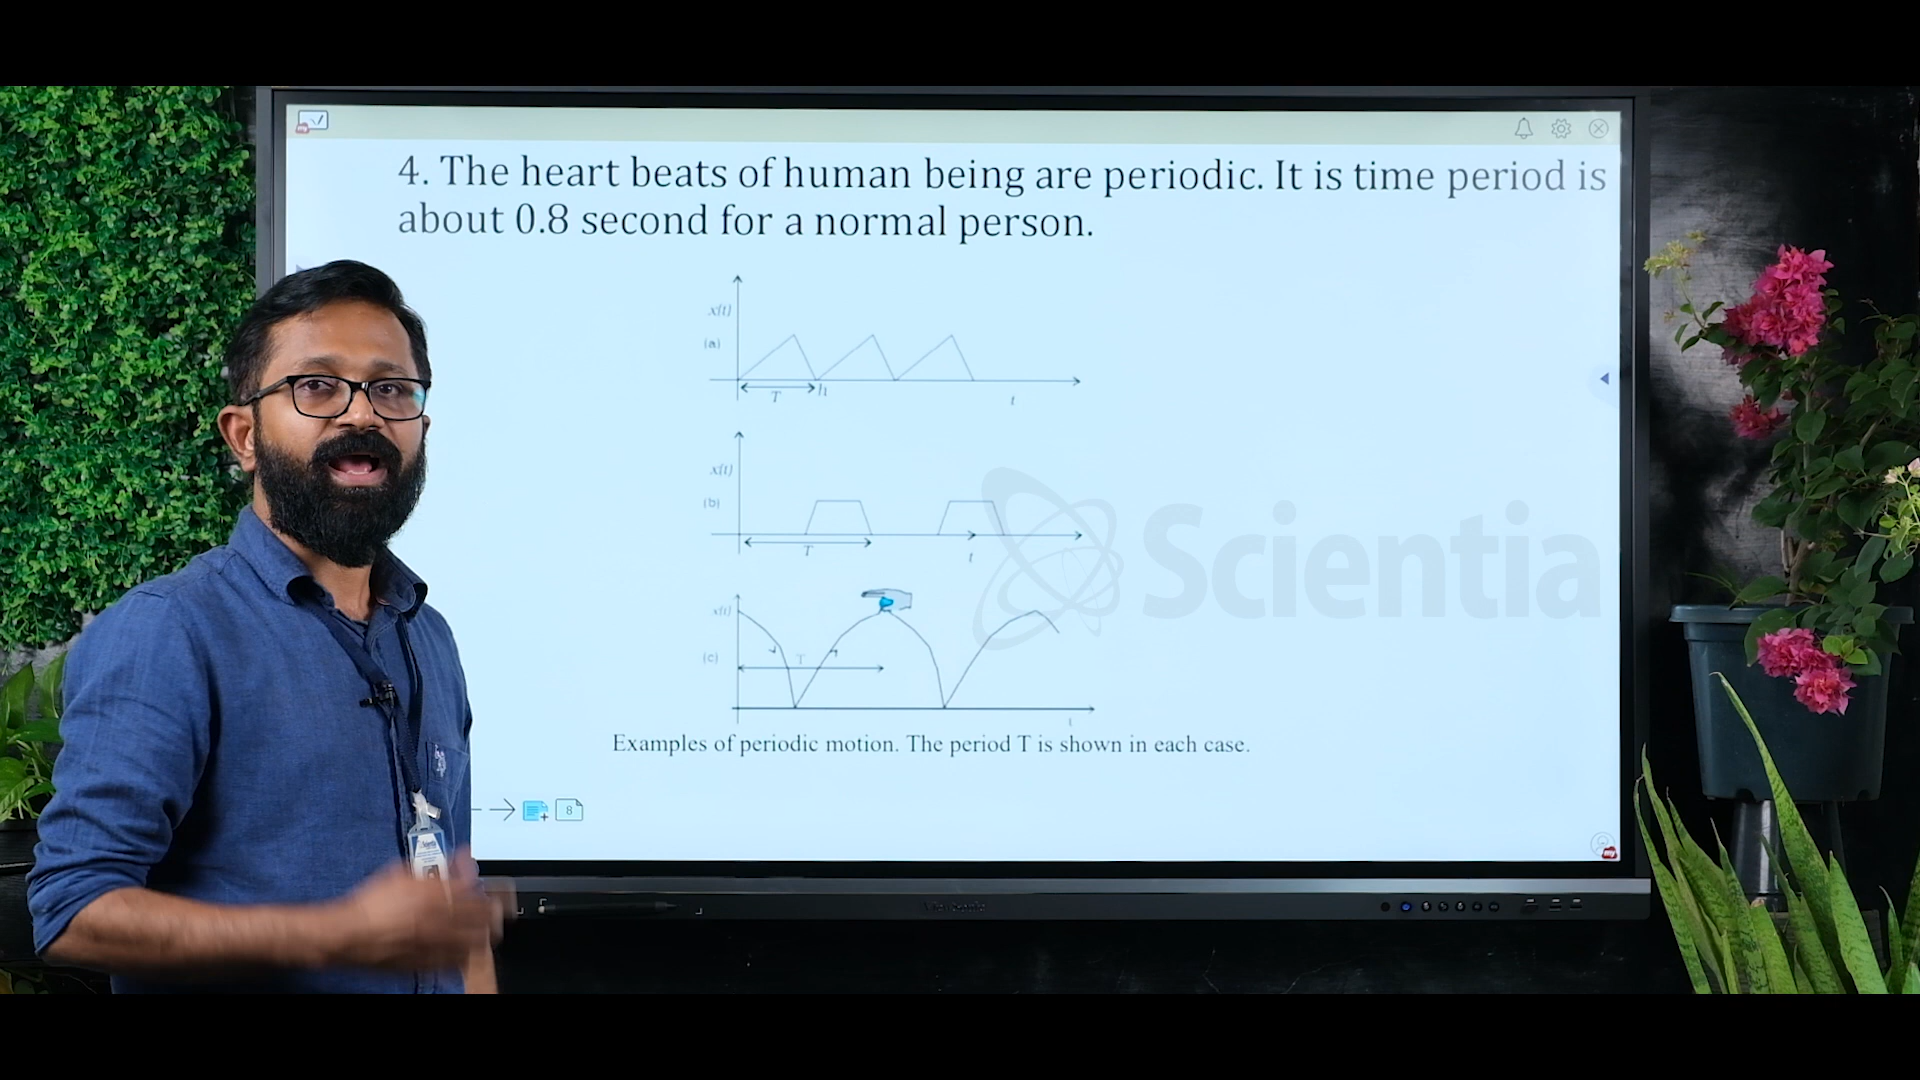 4. The heart beats of human being are periodic. It is time period is
about 0.8 second for a normal person.
x(t)
(a)
T
h
t
x(t)
(b)
T
t
x(t)
(c)
T
t
Scientia
Examples of periodic motion. The period T is shown in each case.
8
Scientia